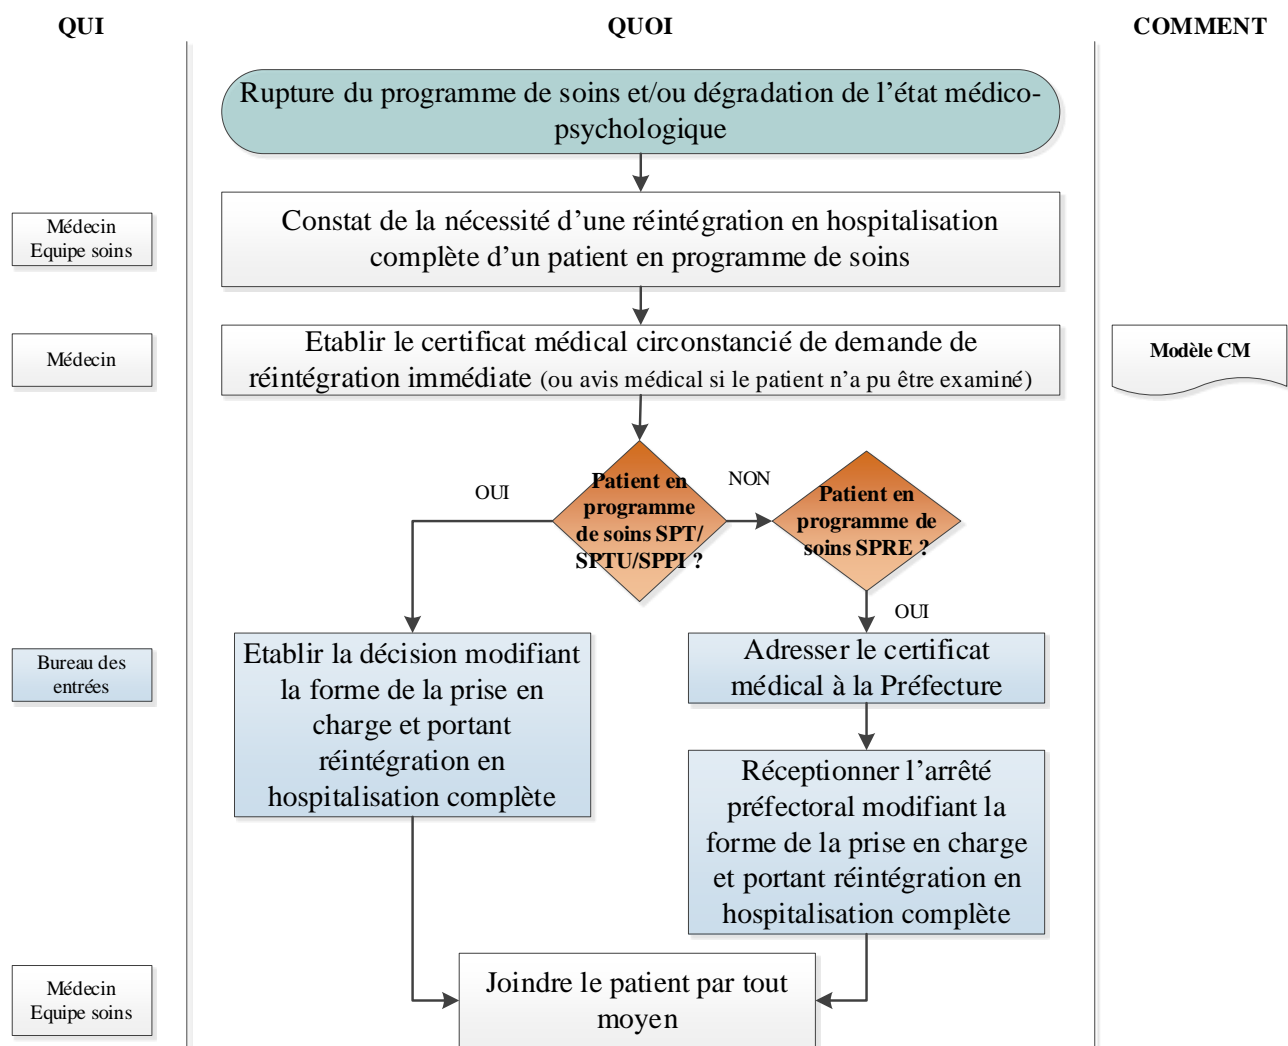 QUI
QUOI
COMMENT
Rupture du programme de soins et/ou dégradation de l’état médico-
psychologique
Médecin
Equipe soins
Constat de la nécessité d’une réintégration en hospitalisation
complète d’un patient en programme de soins
Médecin
Etablir le certificat médical circonstancié de demande de
réintégration immédiate (ou avis médical si le patient n’a pu être examiné)
Modèle CM
OUI
Patient en
programme
de soins SPT/
SPTU/SPPI ?
NON
Patient en
programme de
soins SPRE ?
OUI
Bureau des
entrées
Etablir la décision modifiant
la forme de la prise en
charge et portant
réintégration en
hospitalisation complète
Adresser le certificat
médical à la Préfecture
Réceptionner l’arrêté
préfectoral modifiant la
forme de la prise en charge
et portant réintégration en
hospitalisation complète
Médecin
Equipe soins
Joindre le patient par tout
moyen